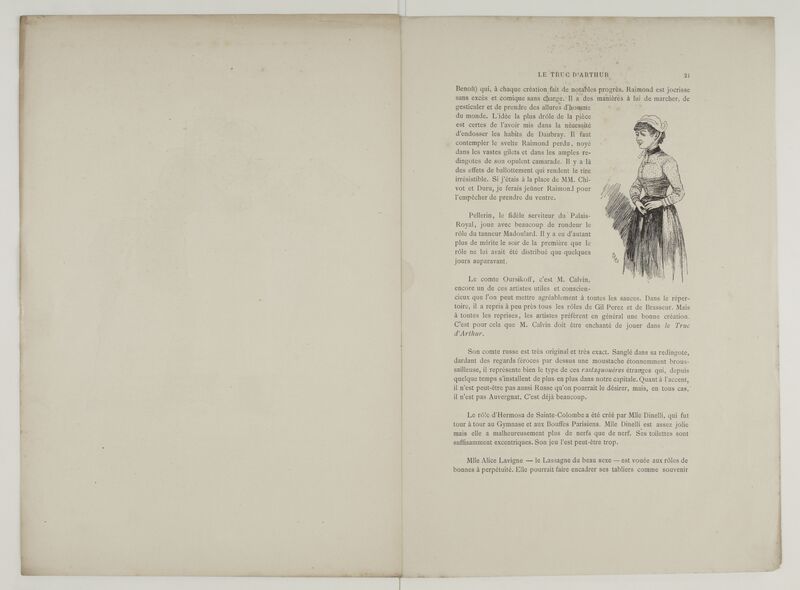 LE TRUC D'ARTHUR 21
Benoît) qui, à chaque création fait de notables progrès. Raimond est jocrisse
sans excès et comique sans charge. Il a des manières à lui de marcher, de
gesticuler et de prendre des allures d'homme
du monde. L'idée la plus drôle de la pièce
est certes de l'avoir mis dans la nécessité
d'endosser les habits de Daubray. Il faut
contempler le svelte Raimond perdu, noyé
dans les vastes gilets et dans les amples re-
dingotes de son opulent camarade. Il y a là
des effets de ballottement qui rendent le rire
irrésistible. Si j'étais à la place de MM. Chi-
vot et Duru, je ferais jeûner Raimond pour
l'empêcher de prendre du ventre.
Pellerin, le fidèle serviteur du Palais-
Royal, joue avec beaucoup de rondeur le
rôle du tanneur Madoulard. Il y a eu d'autant
plus de mérite le soir de la première que le
rôle ne lui avait été distribué que quelques
jours auparavant.
Le comte Oursikoff, c'est M. Calvin,
encore un de ces artistes utiles et conscien-
cieux que l'on peut mettre agréablement à toutes les sauces. Dans le réper-
toire, il a repris à peu près tous les rôles de Gil Perez et de Brasseur. Mais
à toutes les reprises, les artistes préfèrent en général une bonne création.
C'est pour cela que M. Calvin doit être enchanté de jouer dans le Truc
d'Arthur.
Son comte russe est très original et très exact. Sanglé dans sa redingote,
dardant des regards féroces par dessus une moustache étonnemment brous-
sailleuse, il représente bien le type de ces rastaquouères étranges qui, depuis
quelque temps s'installent de plus en plus dans notre capitale. Quant à l'accent,
il n'est peut-être pas aussi Russe qu'on pourrait le désirer, mais, en tous cas,
il n'est pas Auvergnat. C'est déjà beaucoup.
Le rôle d'Hermosa de Sainte-Colombe a été créé par Mlle Dinelli, qui fut
tour à tour au Gymnase et aux Bouffes Parisiens. Mlle Dinelli est assez jolie
mais elle a malheureusement plus de nerfs que de nerf. Ses toilettes sont
suffisamment excentriques. Son jeu l'est peut-être trop.
Mlle Alice Lavigne — le Lassagne du beau sexe — est vouée aux rôles de
bonnes à perpétuité. Elle pourrait faire encadrer ses tabliers comme souvenir